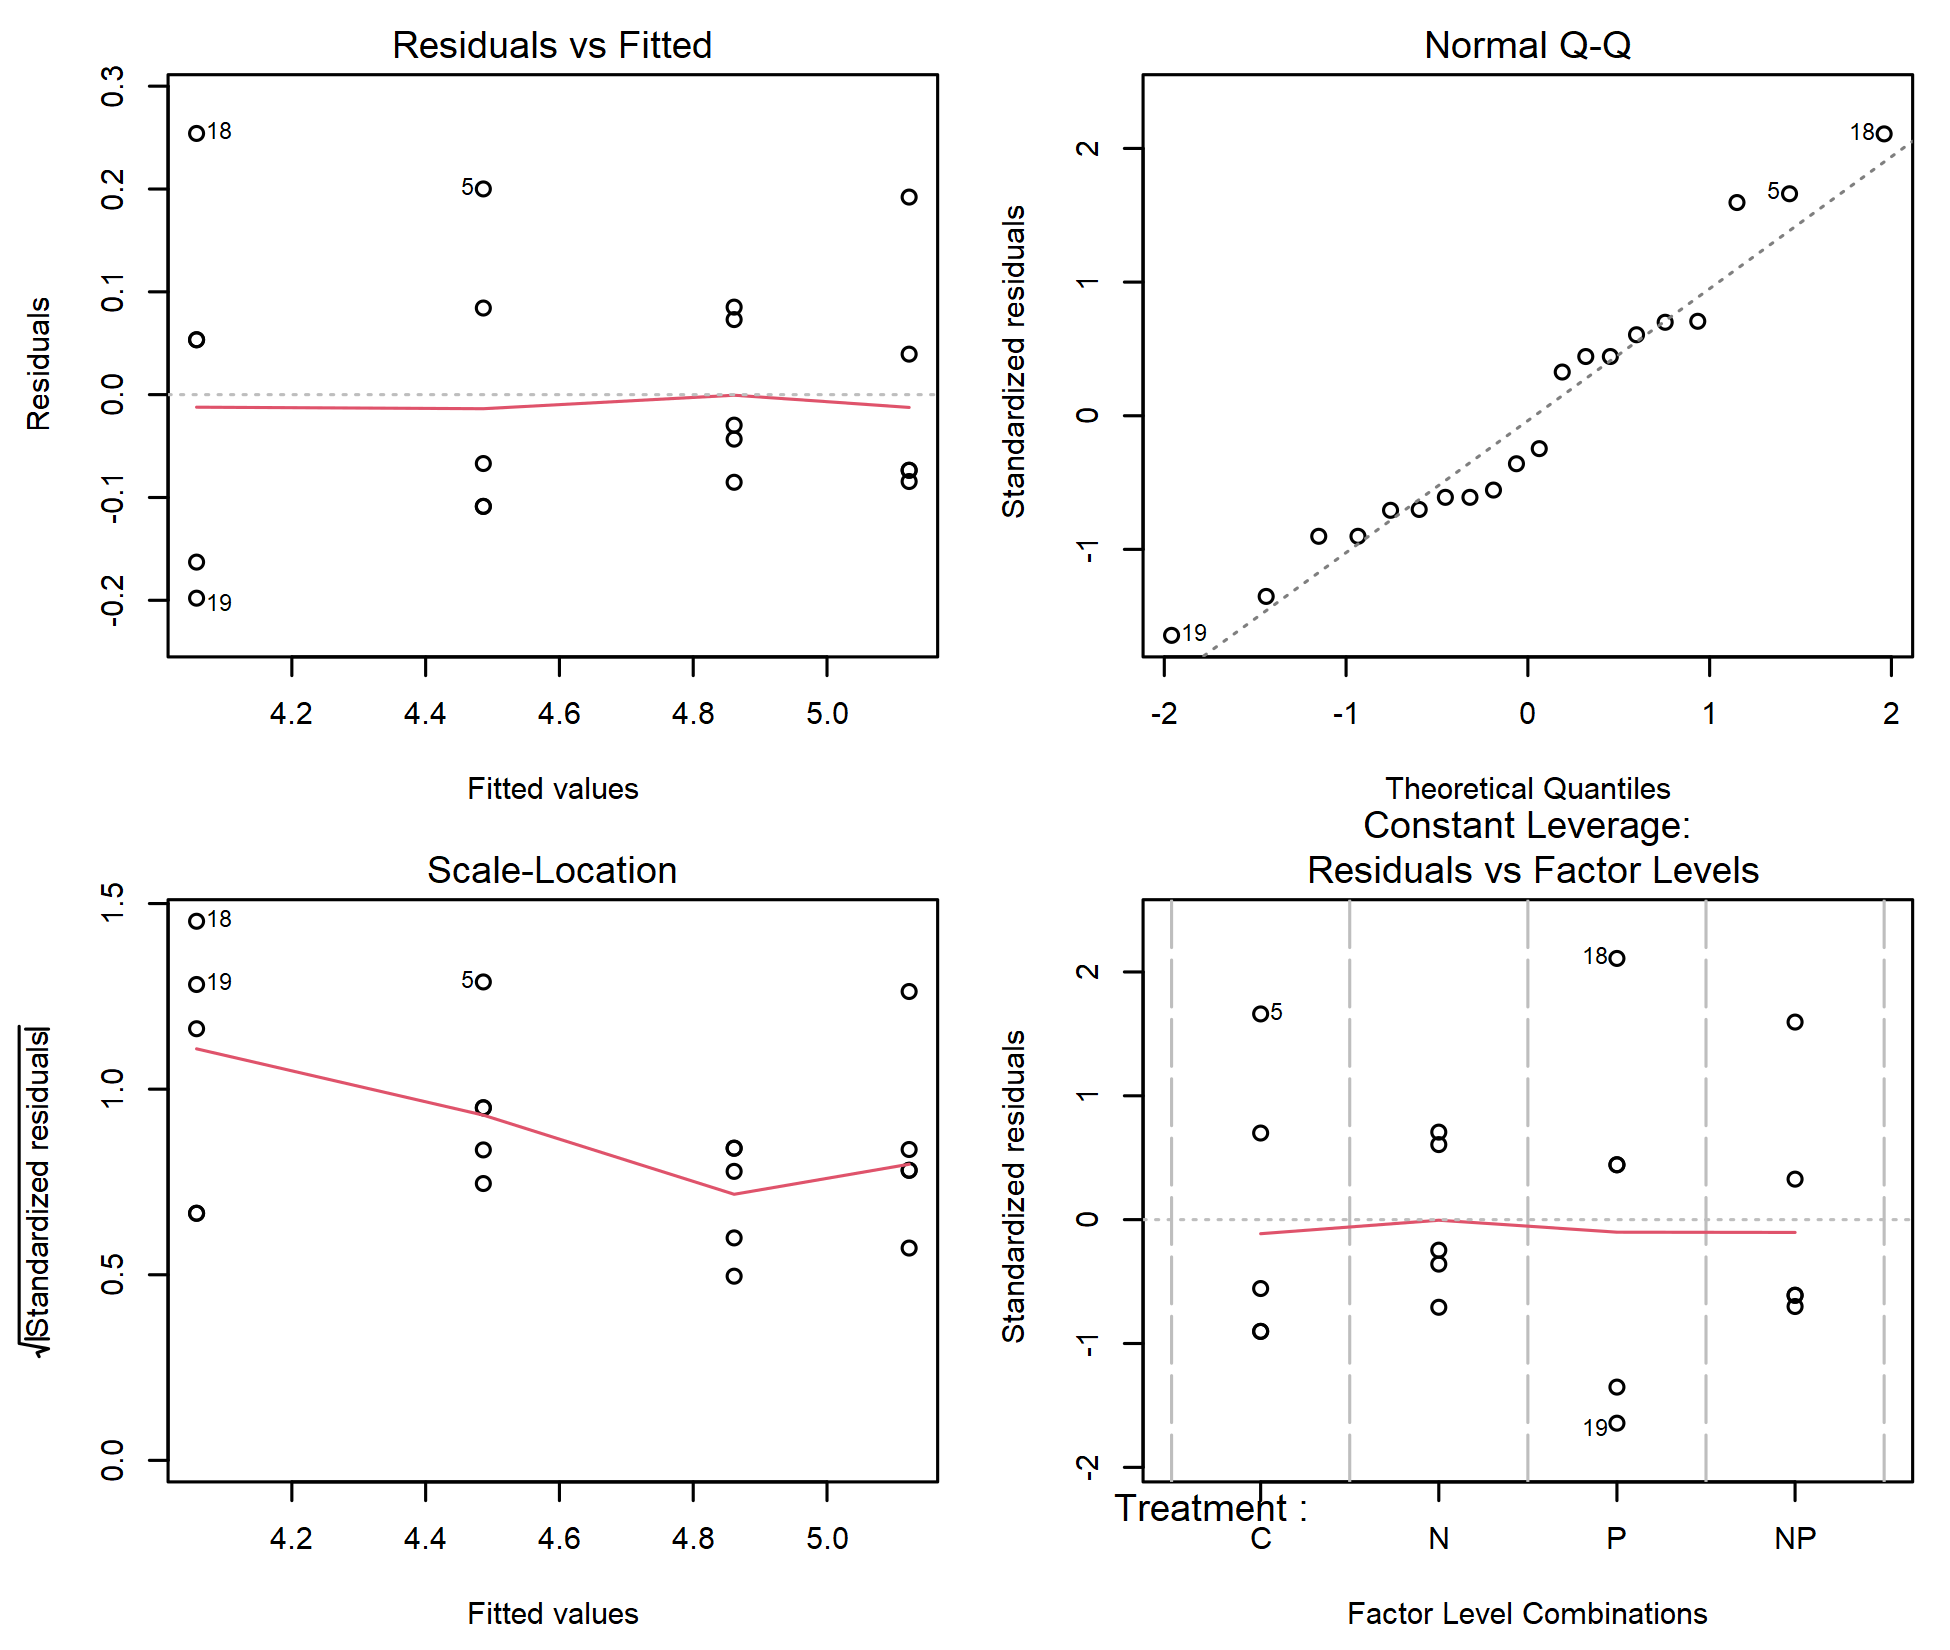 Residuals vs Fitted
Residuals
0.3
0.2
0.1
0.0
-0.1
-0.2
18
5
19
4.2 4.4 4.6 4.8 5.0
Fitted values
Normal Q-Q
Standardized residuals
2
1
0
-1
18
5
19
-2 -1 0 1 2
Theoretical Quantiles
Scale-Location
√|Standardized residuals|
1.5
1.0
0.5
0.0
18
19
5
4.2 4.4 4.6 4.8 5.0
Fitted values
Constant Leverage:
Residuals vs Factor Levels
Standardized residuals
2
1
0
-1
-2
18
5
19
Treatment :
C N P NP
Factor Level Combinations